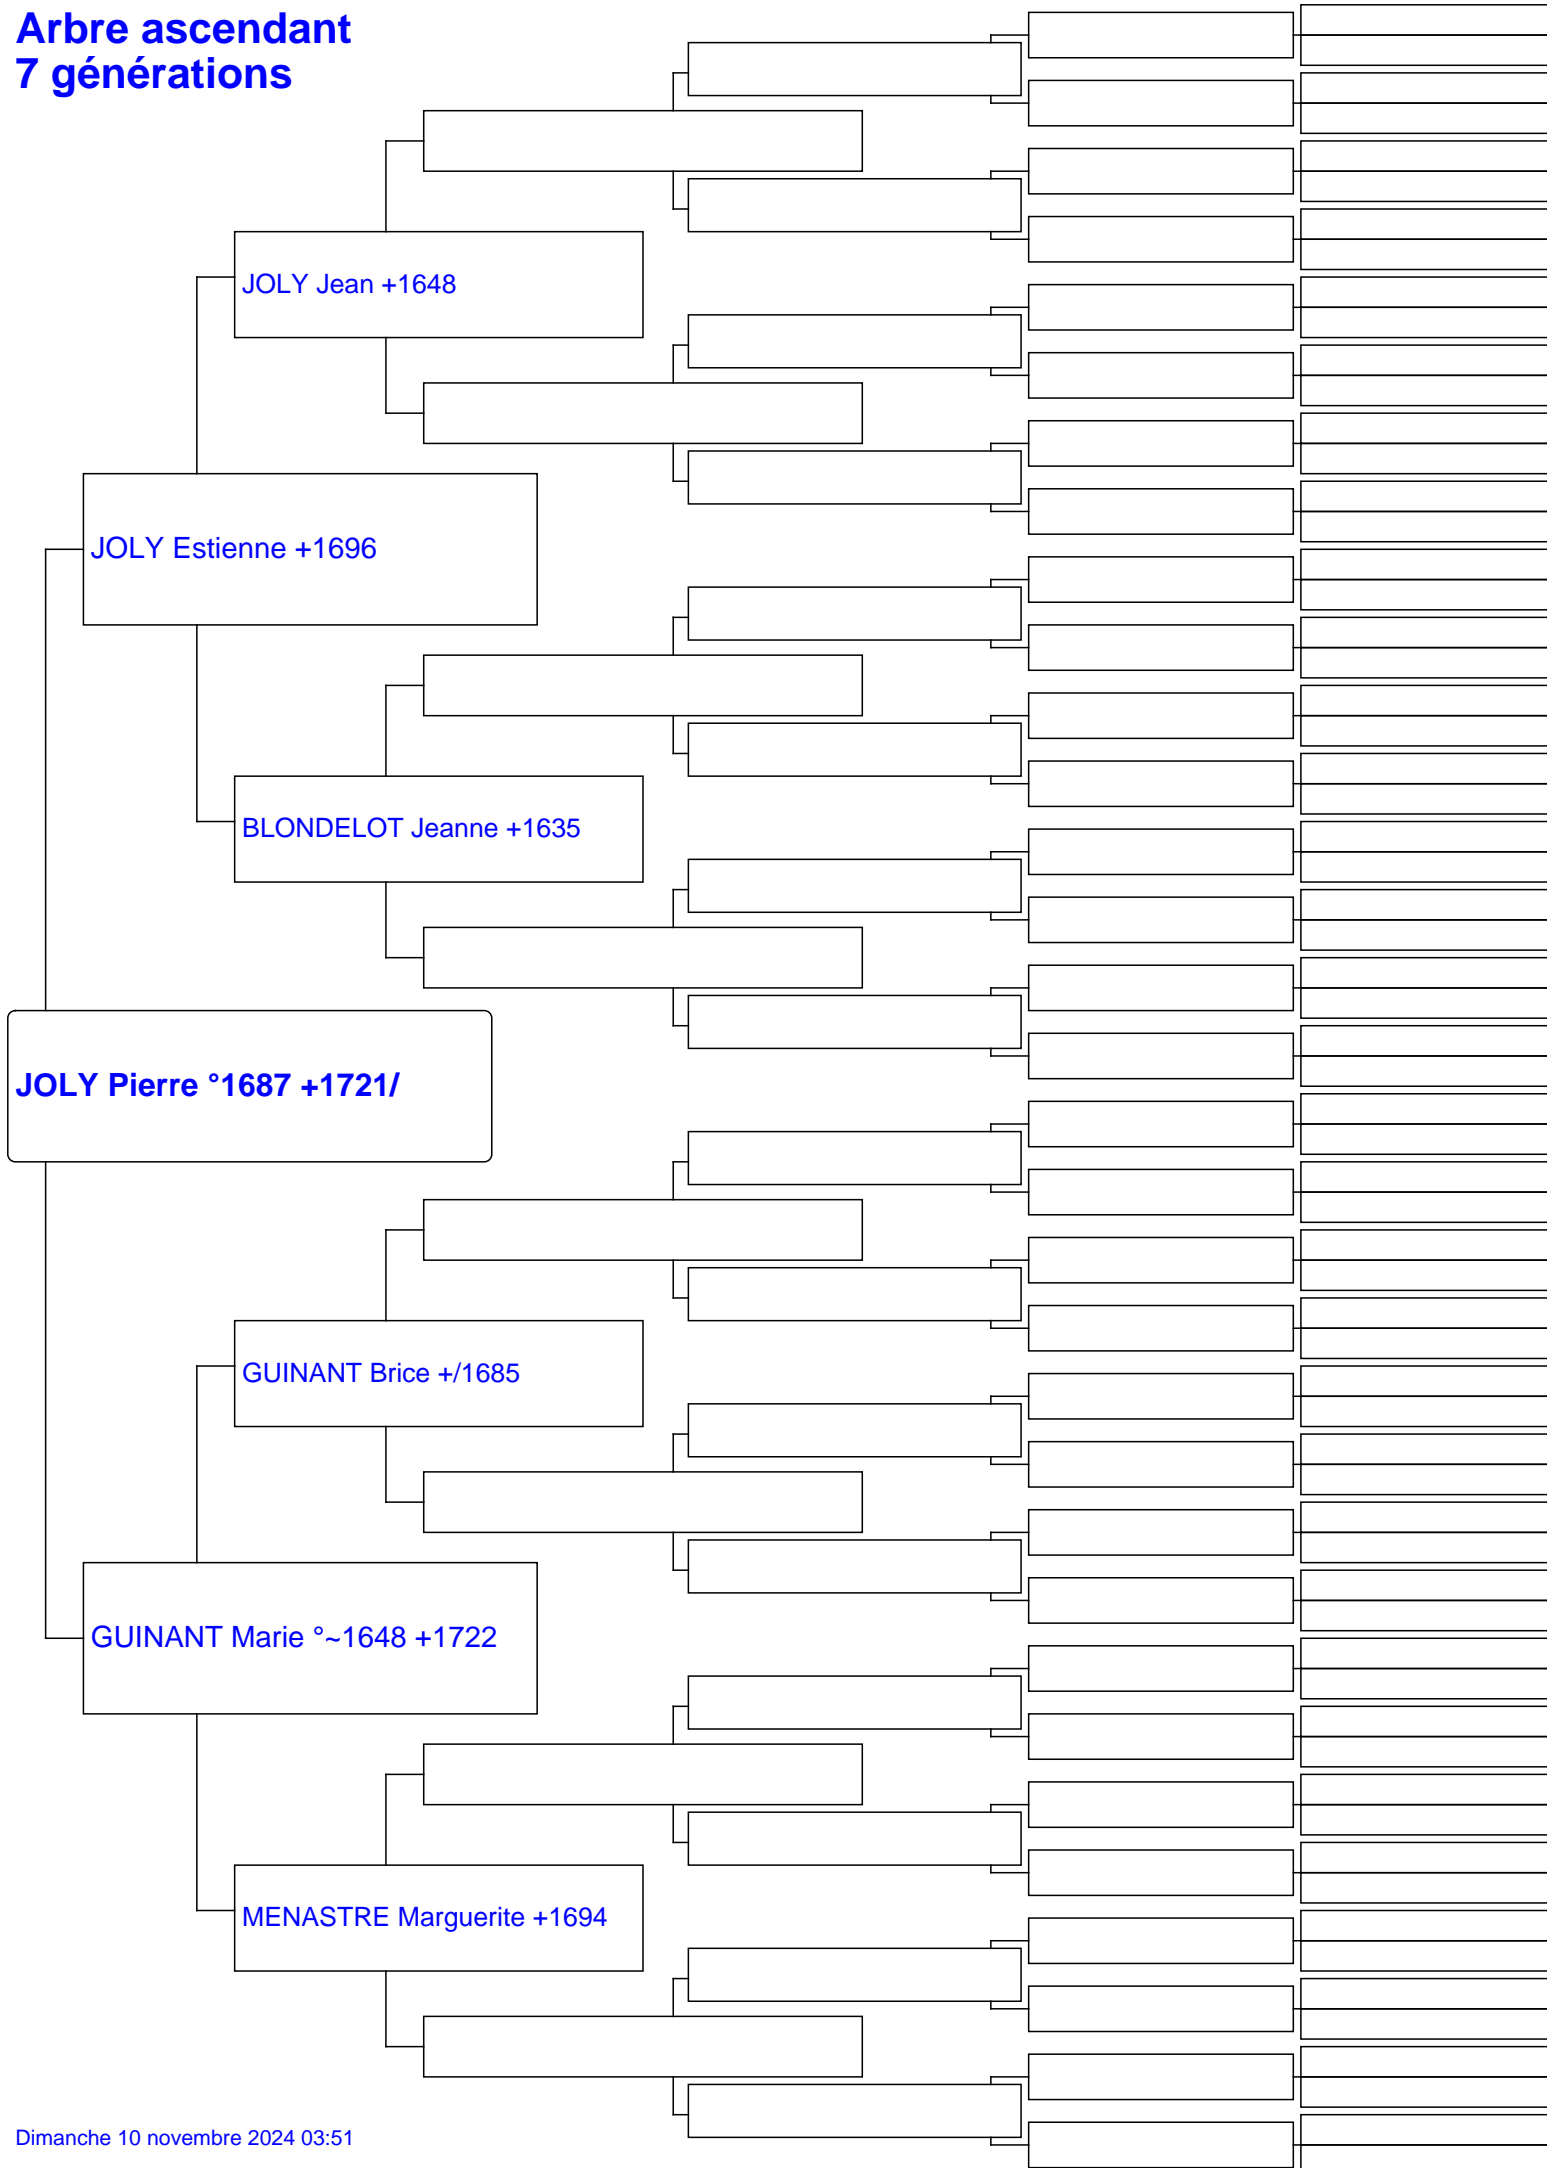 Arbre ascendant
7 générations
JOLY Jean +1648
JOLY Estienne +1696
BLONDELOT Jeanne +1635
JOLY Pierre °1687 +1721/
GUINANT Brice +/1685
GUINANT Marie °~1648 +1722
MENASTRE Marguerite +1694
Dimanche 10 novembre 2024 03:51